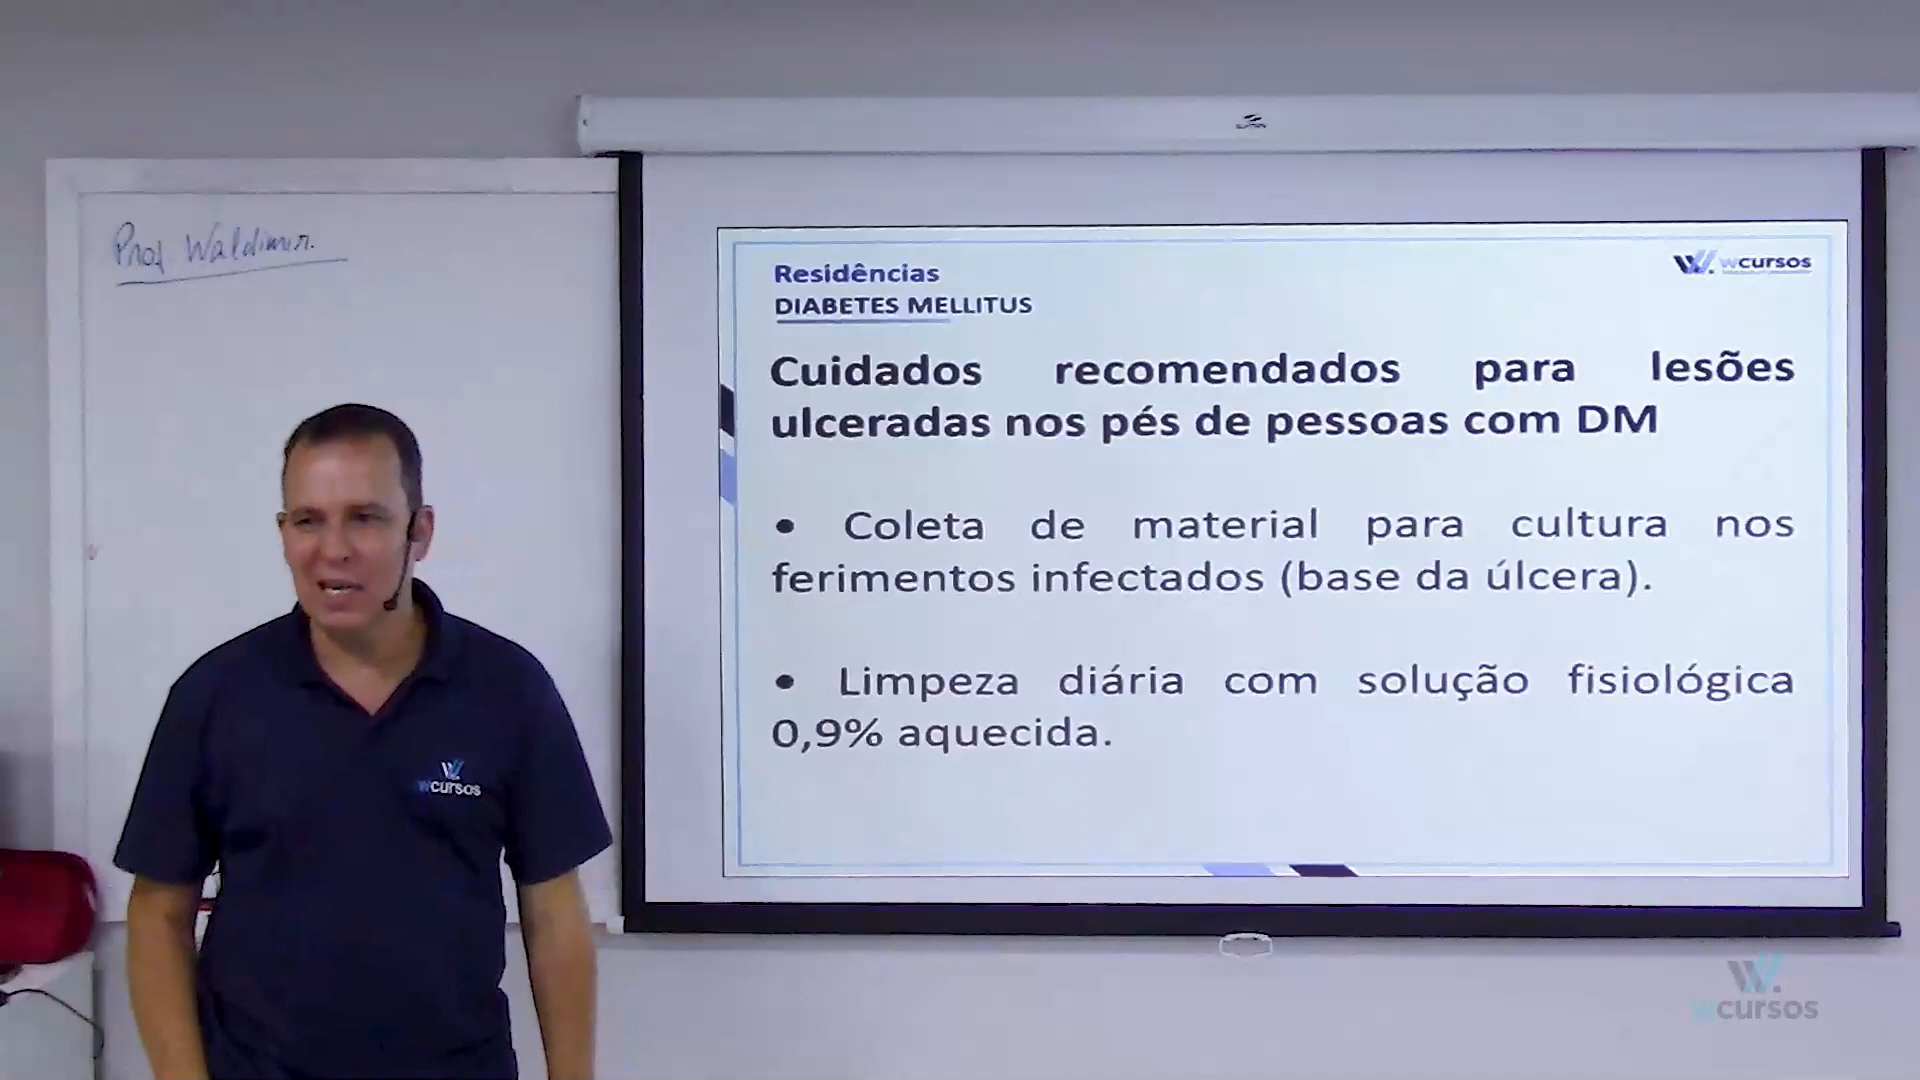 Prof. Waldimir.
Residências
DIABETES MELLITUS
wcursos
Cuidados recomendados para lesões
ulceradas nos pés de pessoas com DM
• Coleta de material para cultura nos
ferimentos infectados (base da úlcera).
• Limpeza diária com solução fisiológica
0,9% aquecida.
wcursos
wcursos